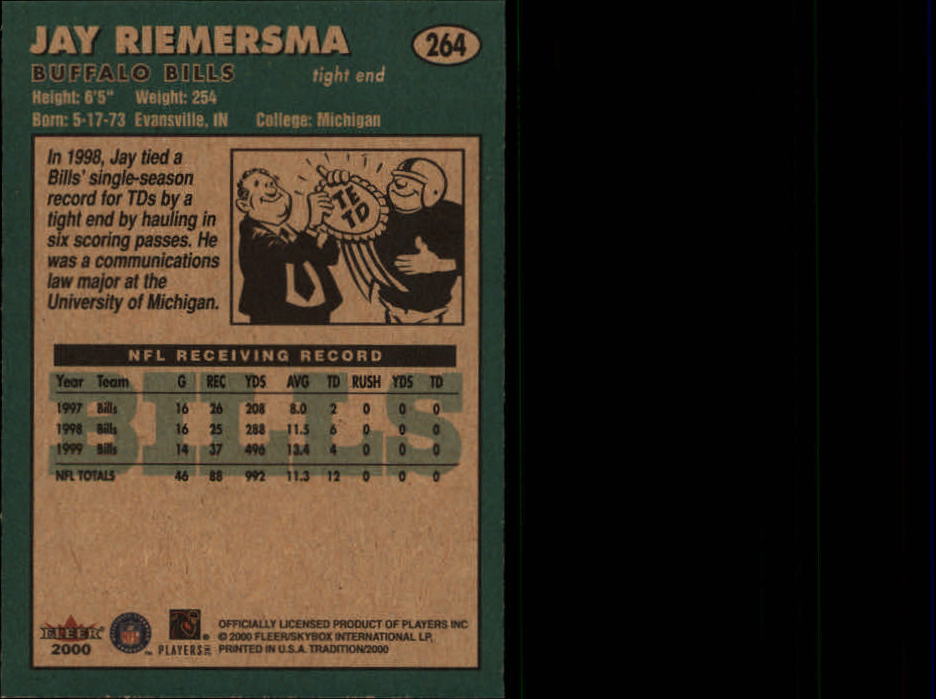 JAY RIEMERSMA
264
BUFFALO BILLS tight end
Height: 6'5" Weight: 254
Born: 5-17-73 Evansville, IN College: Michigan
In 1998, Jay tied a
Bills' single-season
record for TDs by a
tight end by hauling in
six scoring passes. He
was a communications
law major at the
University of Michigan.
TE
TD
NFL RECEIVING RECORD
BILLS
Year Team G REC YDS AVG TD RUSH YDS TD
1997 Bills 16 26 208 8.0 2 0 0 0
1998 Bills 16 25 288 11.5 6 0 0 0
1999 Bills 14 37 496 13.4 4 0 0 0
NFL TOTALS 46 88 992 11.3 12 0 0 0
FLEER
2000
NFL
PLAYERS INC
OFFICIALLY LICENSED PRODUCT OF PLAYERS INC
© 2000 FLEER/SKYBOX INTERNATIONAL LP,
PRINTED IN U.S.A. TRADITION/2000